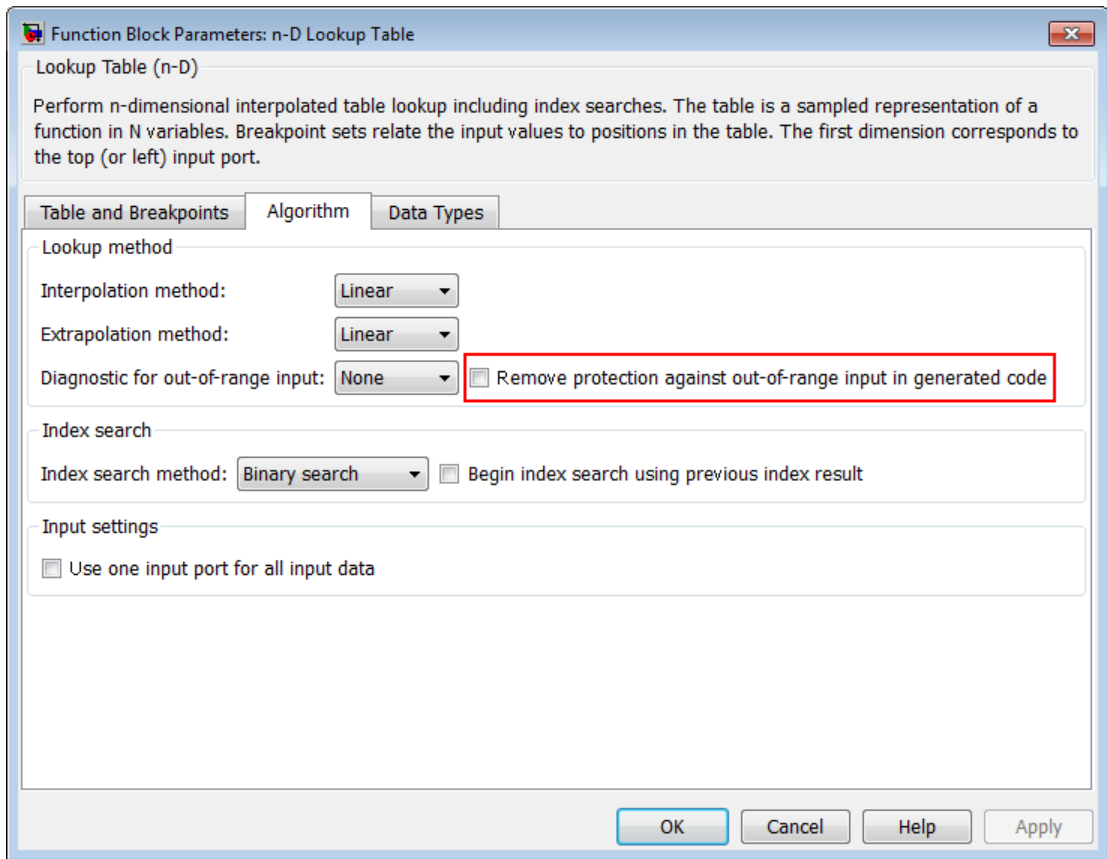 Function Block Parameters: n-D Lookup Table
Lookup Table (n-D)
Perform n-dimensional interpolated table lookup including index searches. The table is a sampled representation of a
function in N variables. Breakpoint sets relate the input values to positions in the table. The first dimension corresponds to
the top (or left) input port.
Table and Breakpoints Algorithm Data Types
Lookup method
Interpolation method: Linear
Extrapolation method: Linear
Diagnostic for out-of-range input: None Remove protection against out-of-range input in generated code
Index search
Index search method: Binary search Begin index search using previous index result
Input settings
Use one input port for all input data
OK Cancel Help Apply